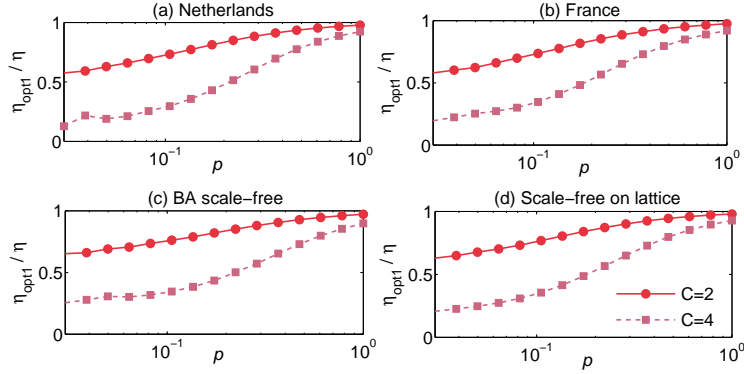 (a) Netherlands
1
0.5
0
η_opt1 / η
10^−1
10^0
p
(b) France
1
0.5
0
η_opt1 / η
10^−1
10^0
p
(c) BA scale−free
1
0.5
0
η_opt1 / η
10^−1
10^0
p
(d) Scale−free on lattice
1
0.5
0
η_opt1 / η
10^−1
10^0
p
C=2
C=4